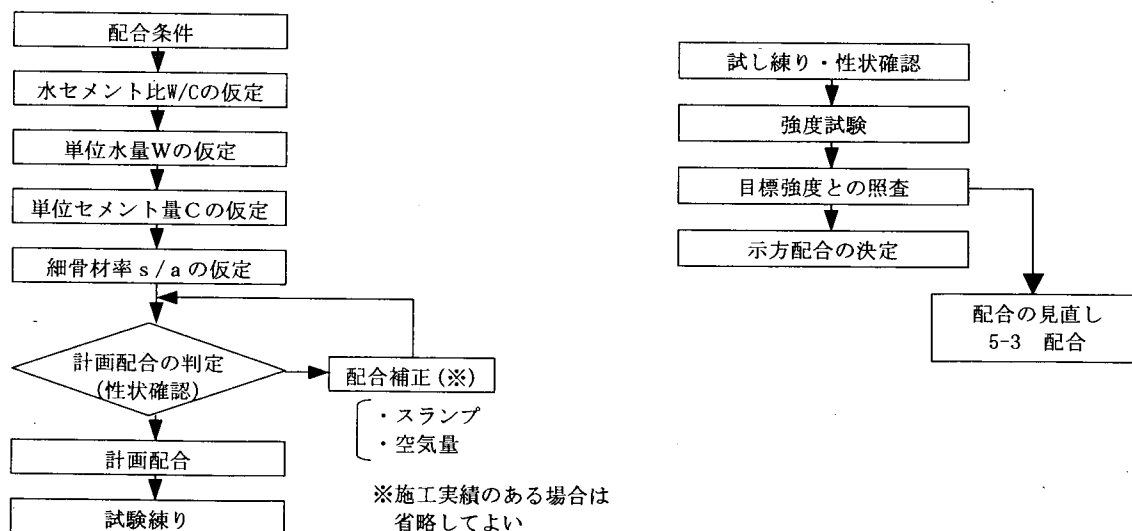 配合条件
水セメント比W/Cの仮定
単位水量Wの仮定
単位セメント量Cの仮定
細骨材率s/aの仮定
計画配合の判定
(性状確認)
配合補正(※)
・スランプ
・空気量
計画配合
試験練り
※施工実績のある場合は
省略してよい
試し練り・性状確認
強度試験
目標強度との照査
示方配合の決定
配合の見直し
5-3 配合